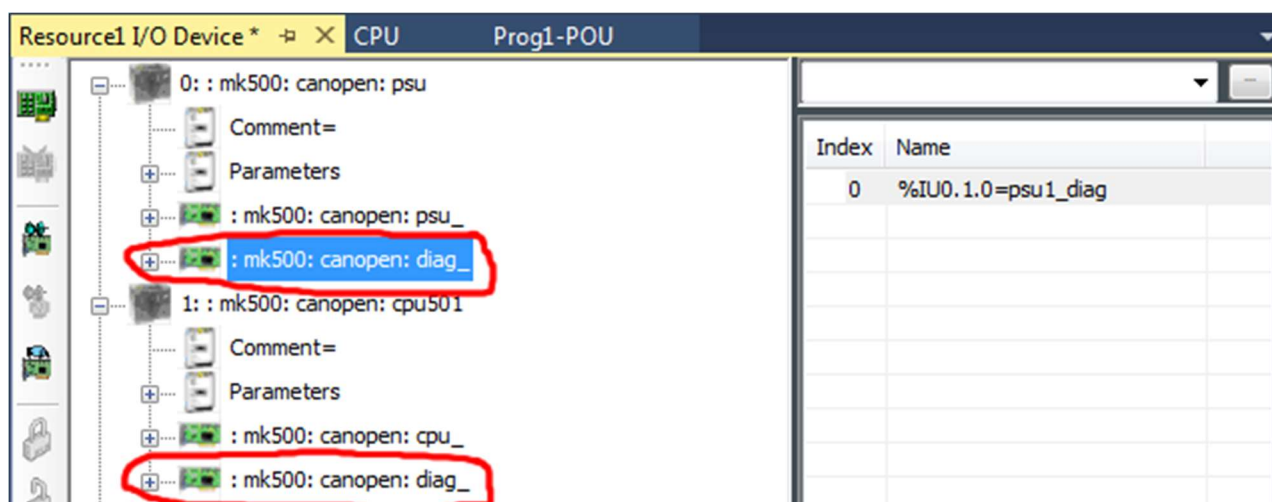 Resource1 I/O Device* CPU Prog1-POU
0: : mk500: canopen: psu
Comment=
Parameters
: mk500: canopen: psu_
: mk500: canopen: diag_
1: : mk500: canopen: cpu501
Comment=
Parameters
: mk500: canopen: cpu_
: mk500: canopen: diag_
Index Name
0 %IU0.1.0=psu1_diag